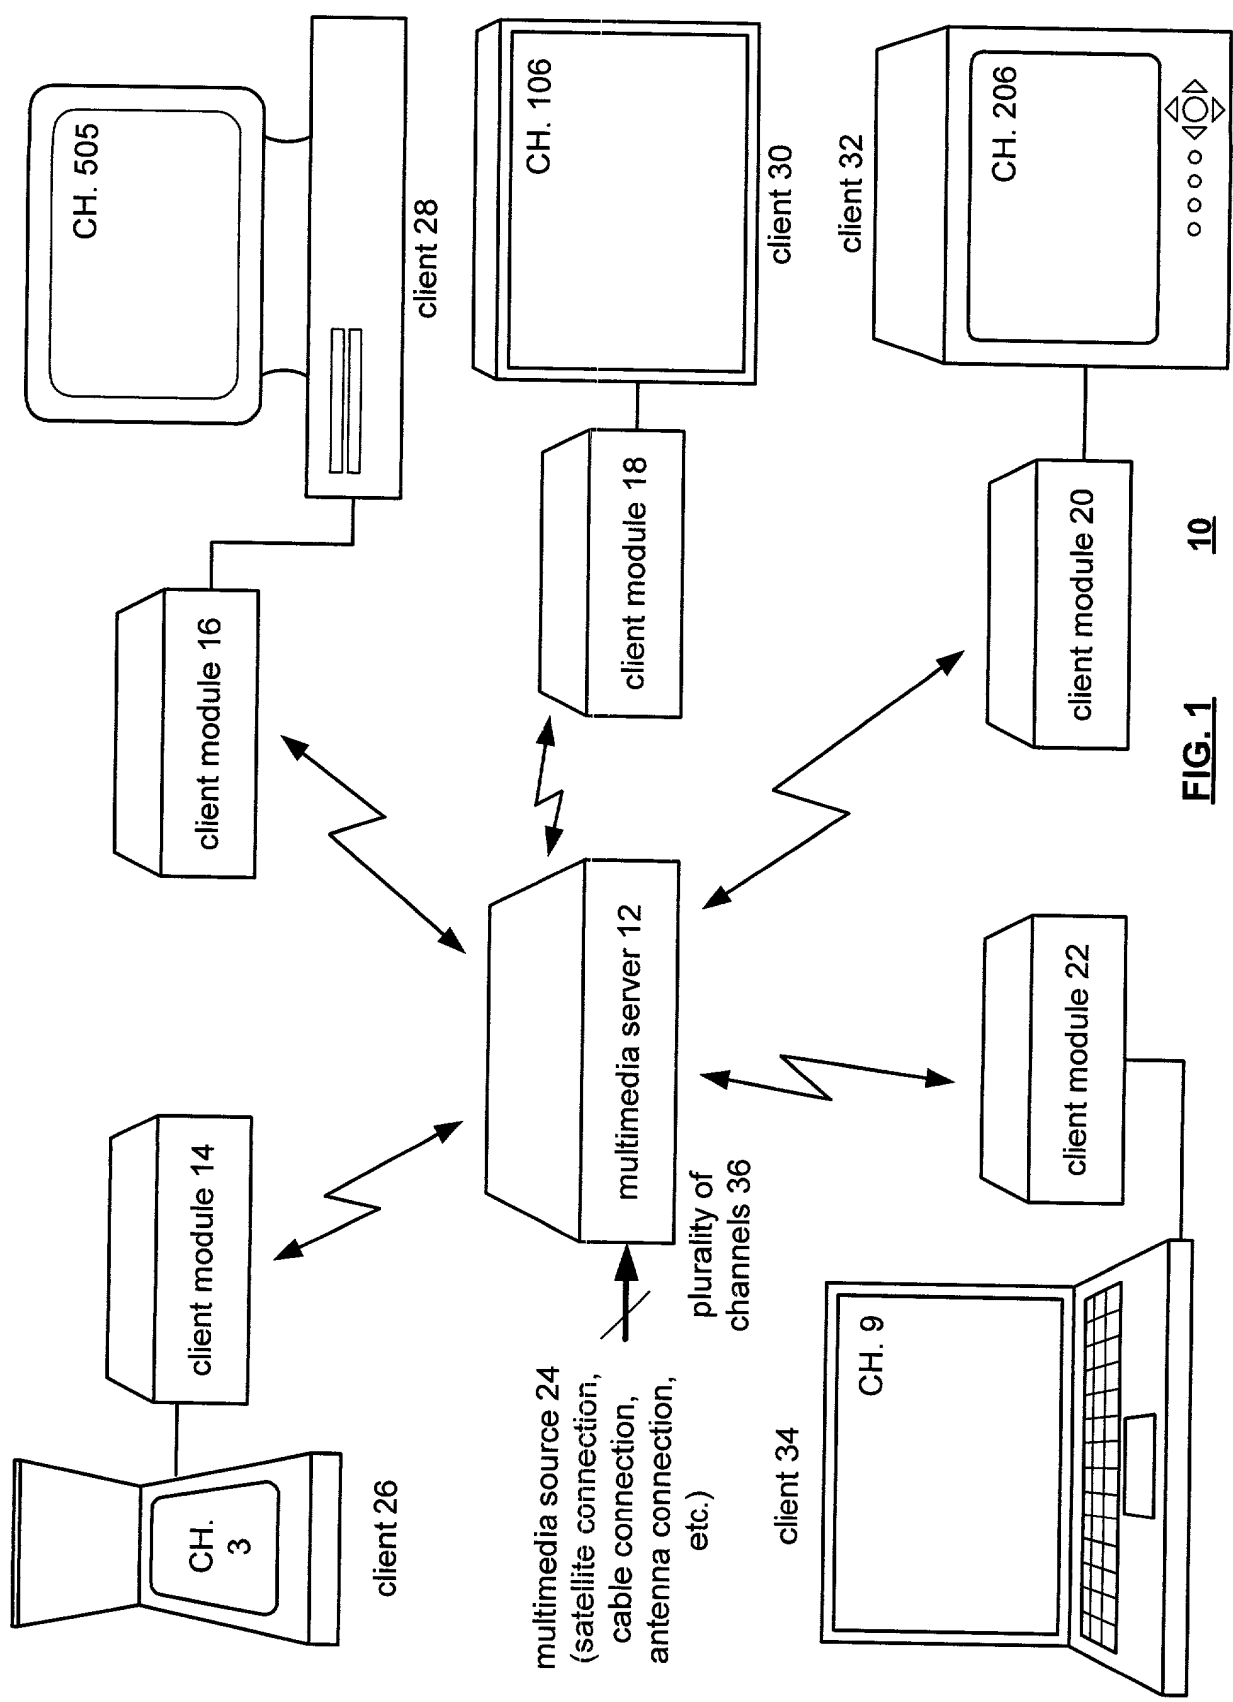 CH.
3
client 26
client module 14
client module 16
CH. 505
client 28
multimedia source 24
(satellite connection,
cable connection,
antenna connection,
etc.)
plurality of
channels 36
multimedia server 12
client module 18
CH. 106
client 30
client 34
CH. 9
client module 22
client module 20
client 32
CH. 206
FIG. 1
10